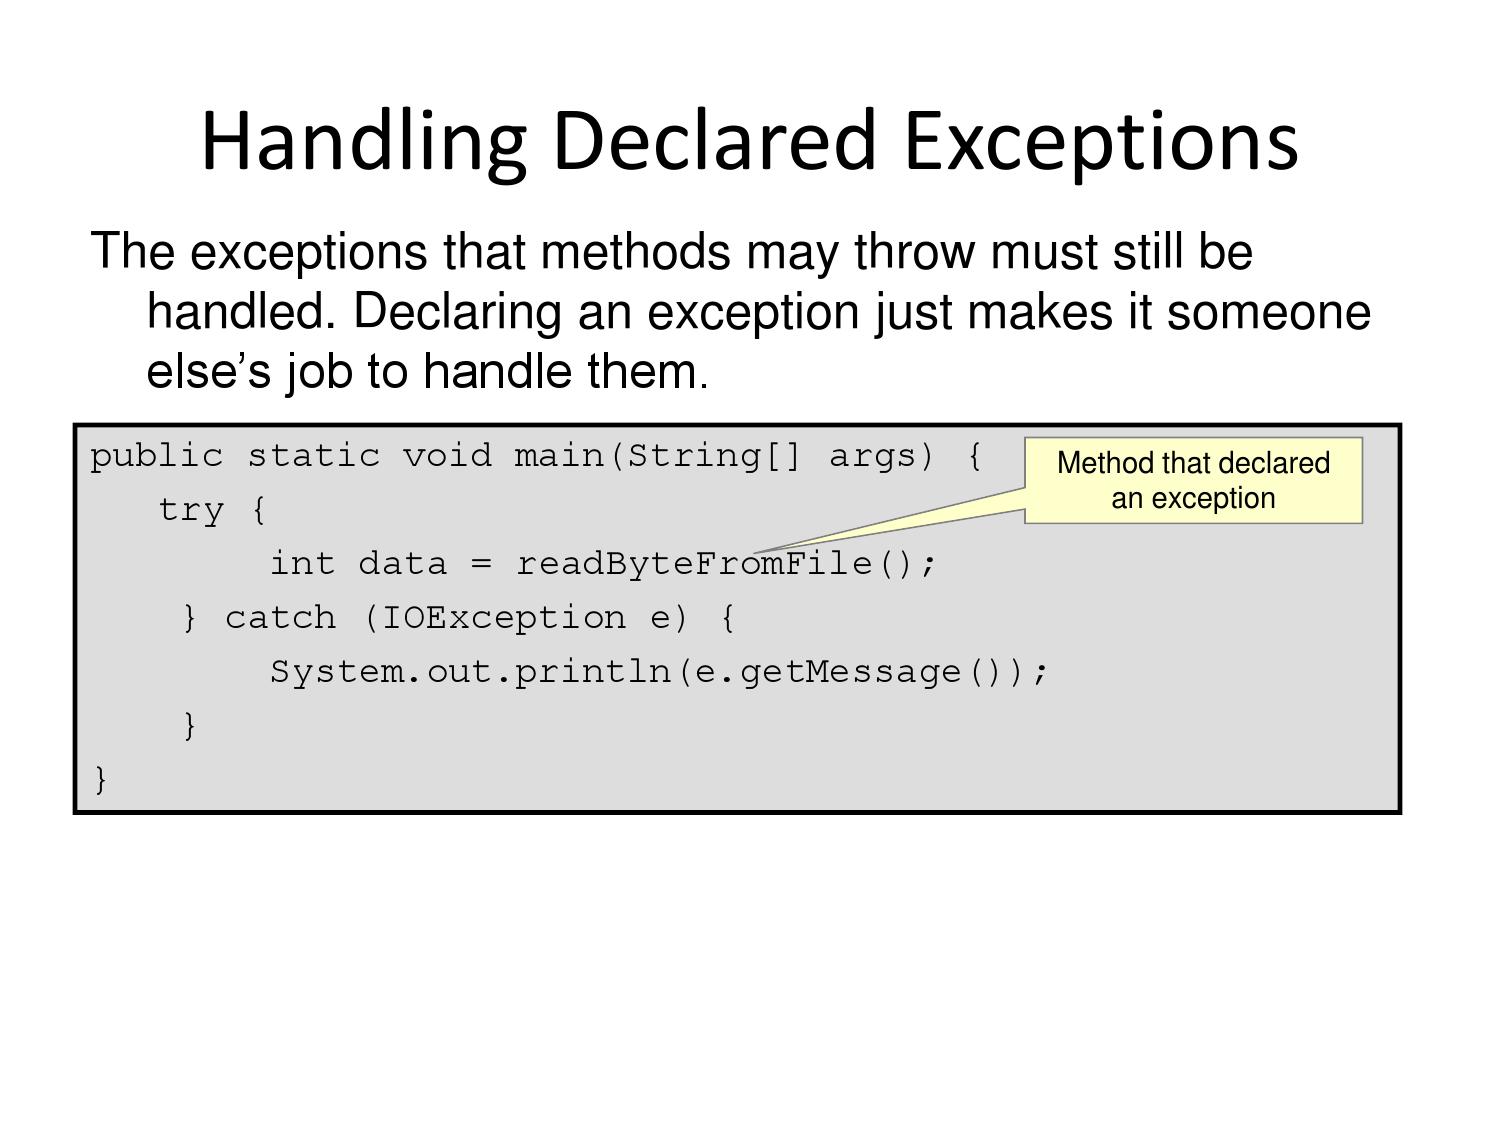 Handling Declared Exceptions
The exceptions that methods may throw must still be
handled. Declaring an exception just makes it someone
else’s job to handle them.
public static void main(String[] args) {
Method that declared
an exception
try {
int data = readByteFromFile();
} catch (IOException e) {
System.out.println(e.getMessage());
}
}